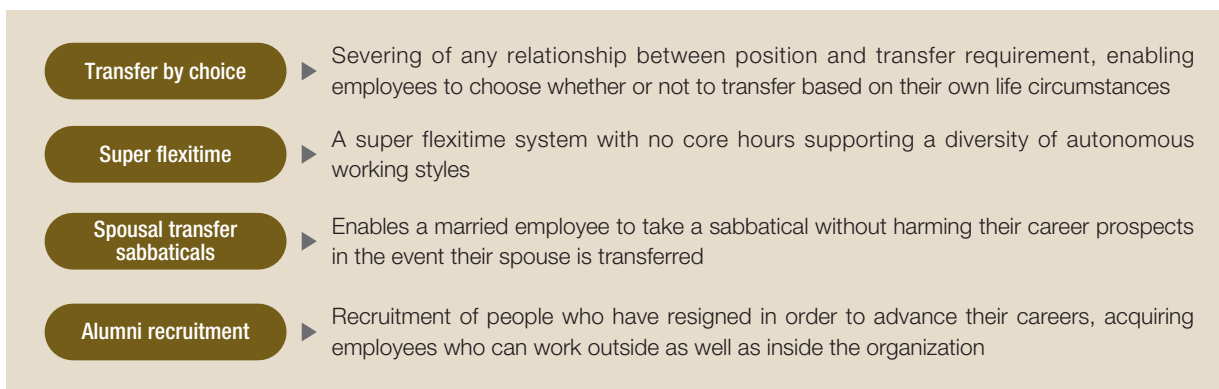 Transfer by choice
Severing of any relationship between position and transfer requirement, enabling
employees to choose whether or not to transfer based on their own life circumstances
Super flexitime
A super flexitime system with no core hours supporting a diversity of autonomous
working styles
Spousal transfer
sabbaticals
Enables a married employee to take a sabbatical without harming their career prospects
in the event their spouse is transferred
Alumni recruitment
Recruitment of people who have resigned in order to advance their careers, acquiring
employees who can work outside as well as inside the organization